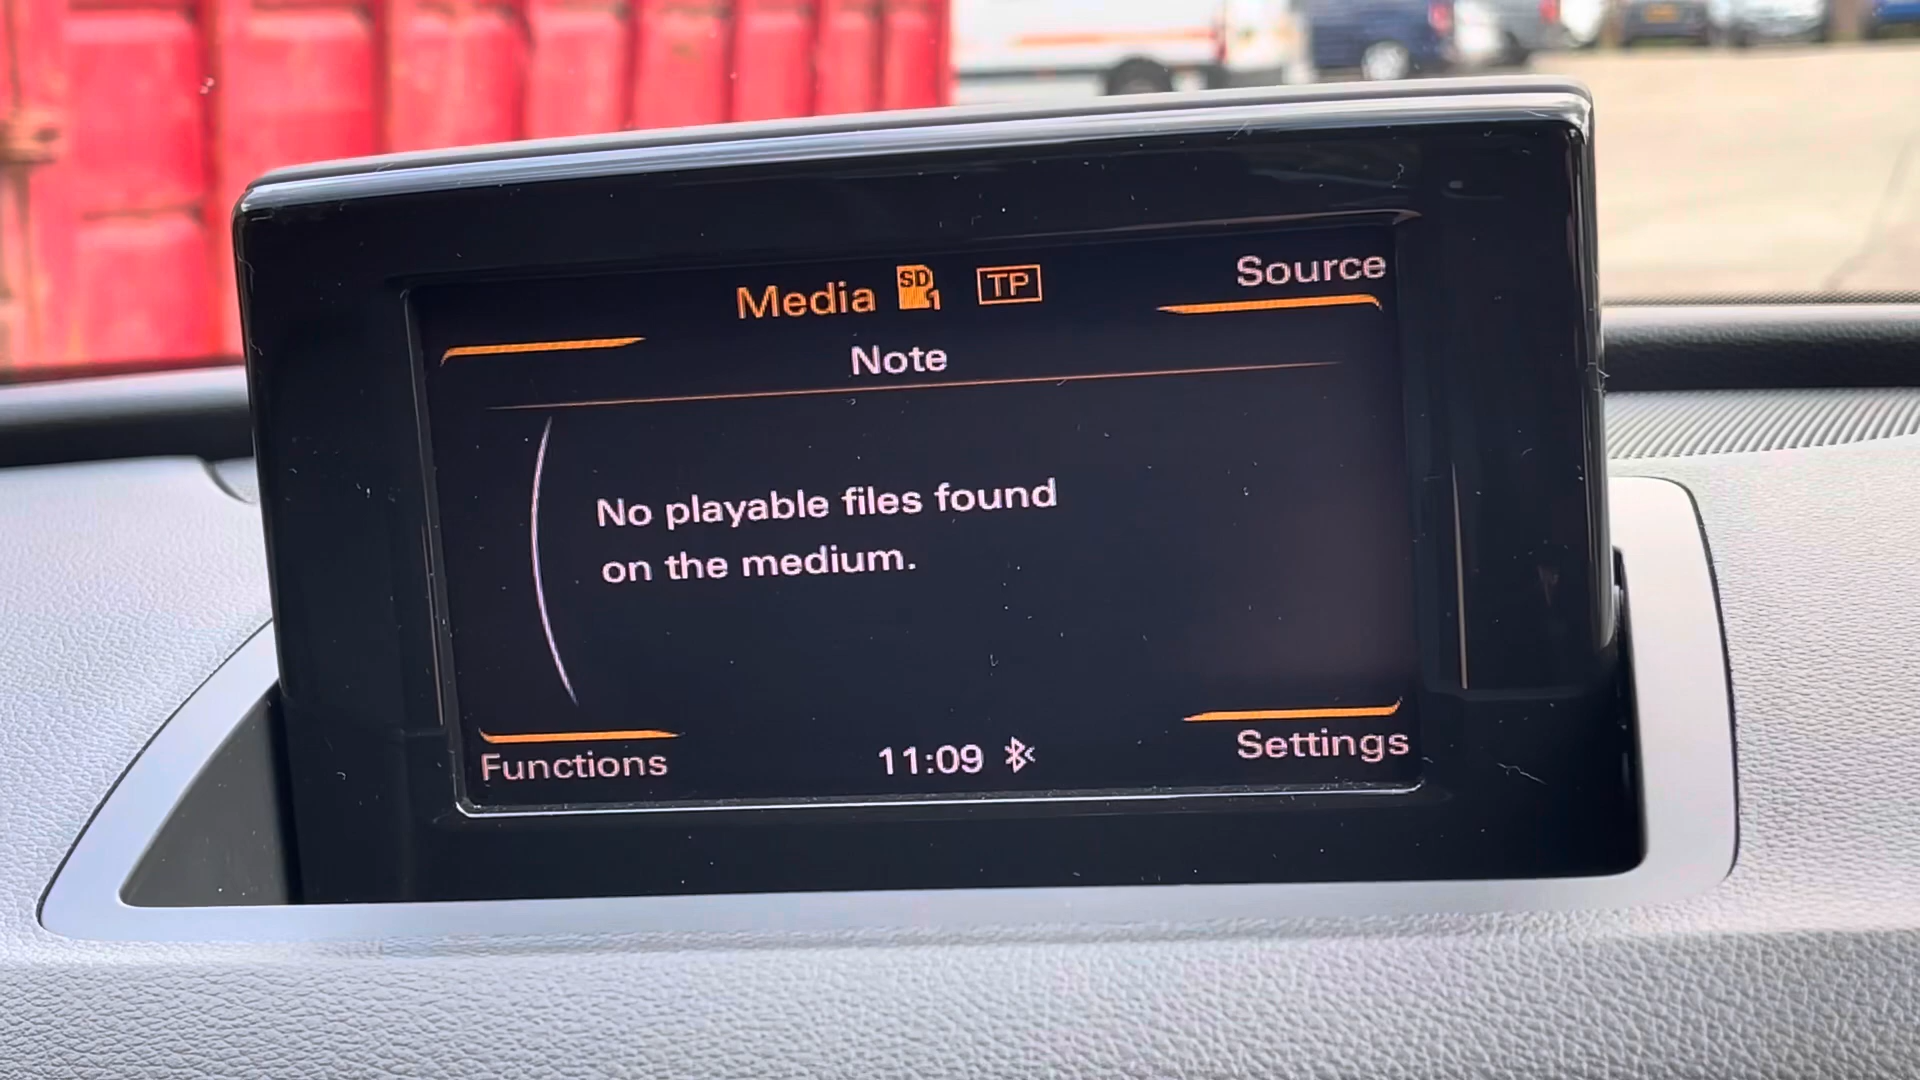 Media SD 1 TP Source
Note
No playable files found
on the medium.
Functions 11:09 Settings